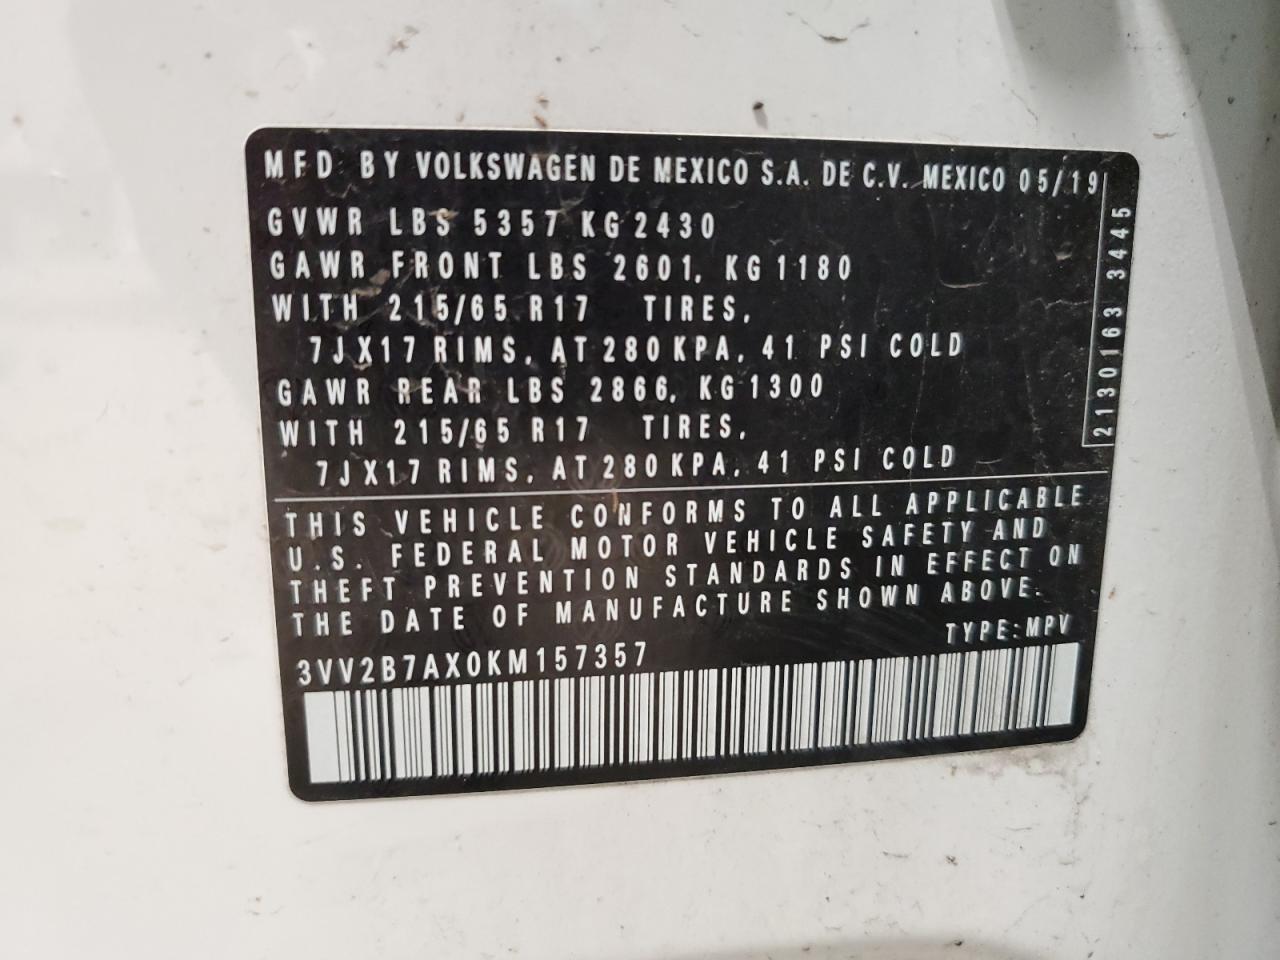 MFD BY VOLKSWAGEN DE MEXICO S.A. DE C.V. MEXICO 05/19
GVWR LBS 5357 KG 2430
GAWR FRONT LBS 2601, KG 1180
WITH 215/65 R17 TIRES,
7JX17 RIMS, AT 280 KPA, 41 PSI COLD
GAWR REAR LBS 2866, KG 1300
WITH 215/65 R17 TIRES,
7JX17 RIMS, AT 280 KPA, 41 PSI COLD
2130163 3445
THIS VEHICLE CONFORMS TO ALL APPLICABLE
U.S. FEDERAL MOTOR VEHICLE SAFETY AND
THEFT PREVENTION STANDARDS IN EFFECT ON
THE DATE OF MANUFACTURE SHOWN ABOVE.
TYPE: MPV
3VV2B7AX0KM157357